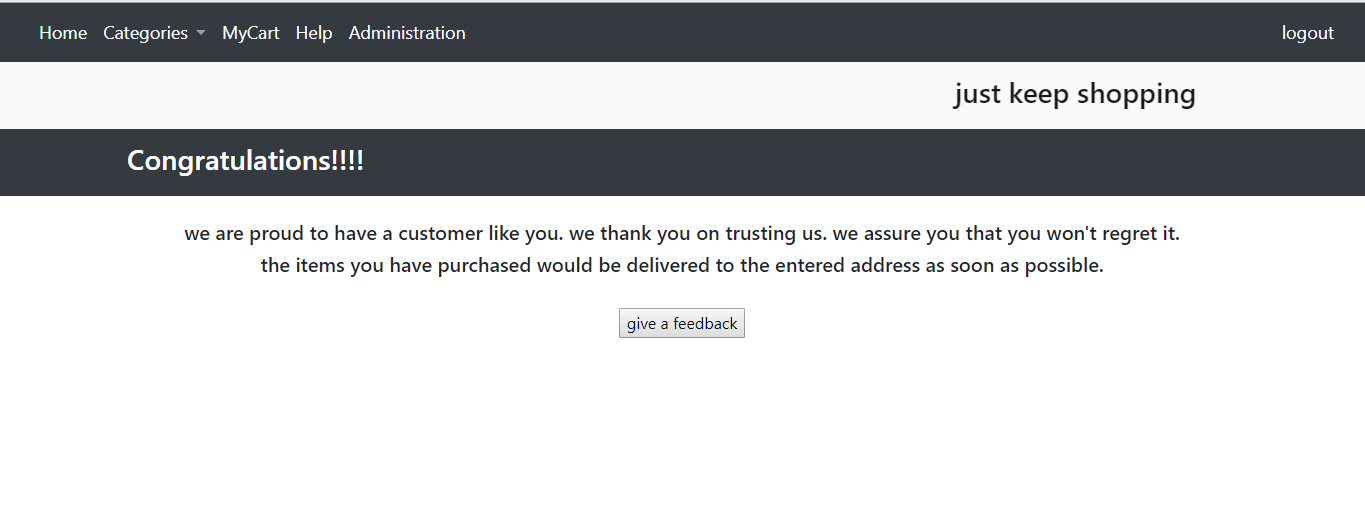 Home Categories MyCart Help Administration logout
just keep shopping
Congratulations!!!!
we are proud to have a customer like you. we thank you on trusting us. we assure you that you won't regret it.
the items you have purchased would be delivered to the entered address as soon as possible.
give a feedback